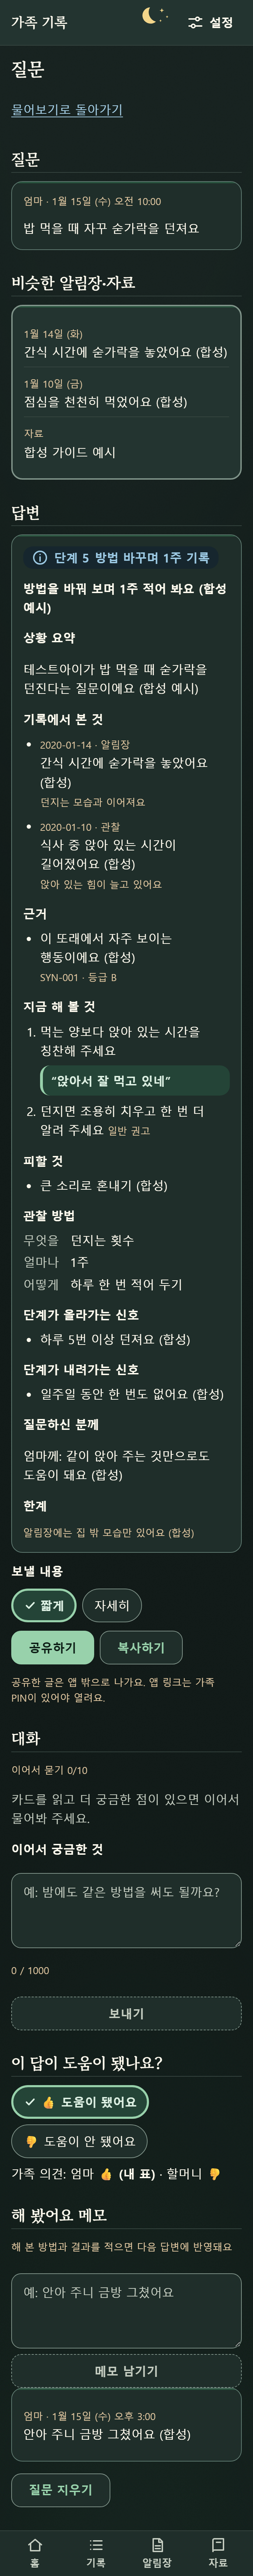 가족 기록
설정
질문
물어보기로 돌아가기
질문
엄마 · 1월 15일 (수) 오전 10:00
밥 먹을 때 자꾸 숟가락을 던져요
비슷한 알림장·자료
1월 14일 (화)
간식 시간에 숟가락을 놓았어요 (합성)
1월 10일 (금)
점심을 천천히 먹었어요 (합성)
자료
합성 가이드 예시
답변
단계 5 방법 바꾸며 1주 기록
방법을 바꿔 보며 1주 적어 봐요 (합성
예시)
상황 요약
테스트아이가 밥 먹을 때 숟가락을
던진다는 질문이에요 (합성 예시)
기록에서 본 것
• 2020-01-14 · 알림장
간식 시간에 숟가락을 놓았어요
(합성)
던지는 모습과 이어져요
• 2020-01-10 · 관찰
식사 중 앉아 있는 시간이
길어졌어요 (합성)
앉아 있는 힘이 늘고 있어요
근거
• 이 또래에서 자주 보이는
행동이에요 (합성)
SYN-001 · 등급 B
지금 해 볼 것
1. 먹는 양보다 앉아 있는 시간을
칭찬해 주세요
“앉아서 잘 먹고 있네”
2. 던지면 조용히 치우고 한 번 더
알려 주세요 일반 권고
피할 것
• 큰 소리로 혼내기 (합성)
관찰 방법
무엇을 던지는 횟수
얼마나 1주
어떻게 하루 한 번 적어 두기
단계가 올라가는 신호
• 하루 5번 이상 던져요 (합성)
단계가 내려가는 신호
• 일주일 동안 한 번도 없어요 (합성)
질문하신 분께
엄마께: 같이 앉아 주는 것만으로도
도움이 돼요 (합성)
한계
알림장에는 집 밖 모습만 있어요 (합성)
보낼 내용
짧게
자세히
공유하기
복사하기
공유한 글은 앱 밖으로 나가요. 앱 링크는 가족
PIN이 있어야 열려요.
대화
이어서 묻기 0/10
카드를 읽고 더 궁금한 점이 있으면 이어서
물어봐 주세요.
이어서 궁금한 것
예: 밤에도 같은 방법을 써도 될까요?
0 / 1000
보내기
이 답이 도움이 됐나요?
👍 도움이 됐어요
👎 도움이 안 됐어요
가족 의견: 엄마 👍 (내 표) · 할머니 👎
해 봤어요 메모
해 본 방법과 결과를 적으면 다음 답변에 반영돼요
예: 안아 주니 금방 그쳤어요
메모 남기기
엄마 · 1월 15일 (수) 오후 3:00
안아 주니 금방 그쳤어요 (합성)
질문 지우기
홈
기록
알림장
자료